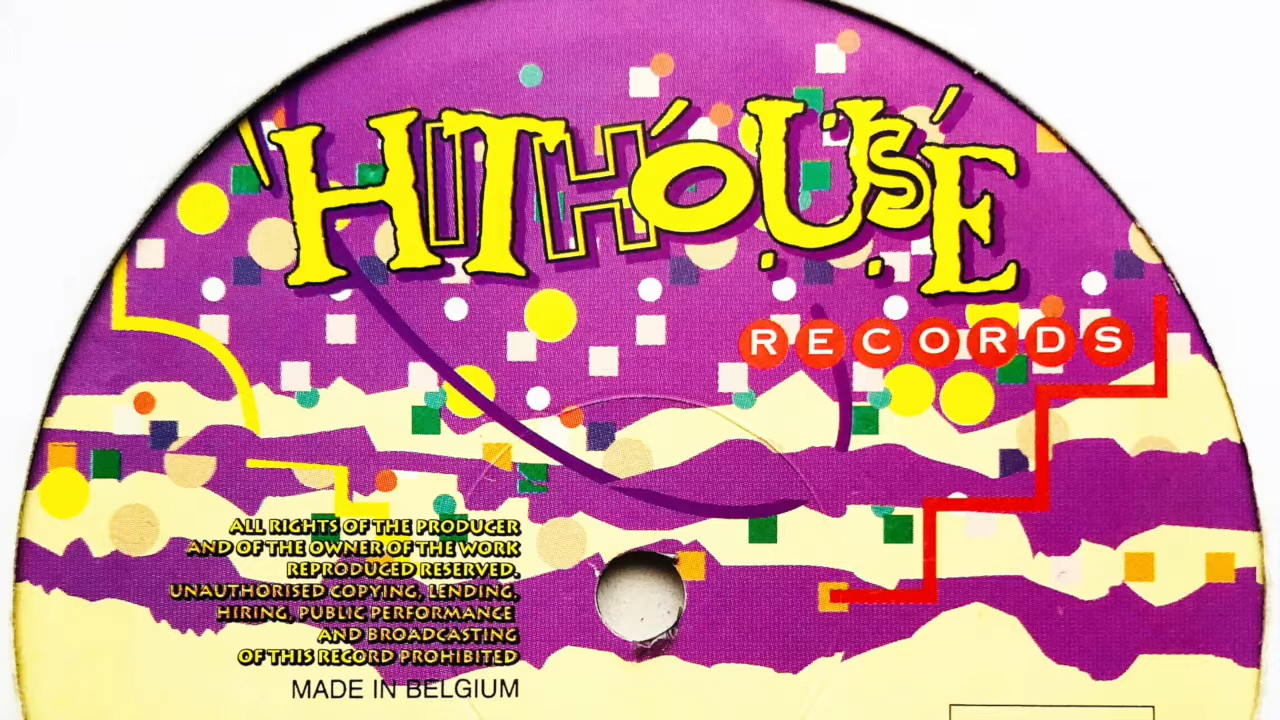 HITHOUSE
RECORDS
ALL RIGHTS OF THE PRODUCER
AND OF THE OWNER OF THE WORK
REPRODUCED RESERVED.
UNAUTHORISED COPYING, LENDING,
HIRING, PUBLIC PERFORMANCE
AND BROADCASTING
OF THIS RECORD PROHIBITED
MADE IN BELGIUM